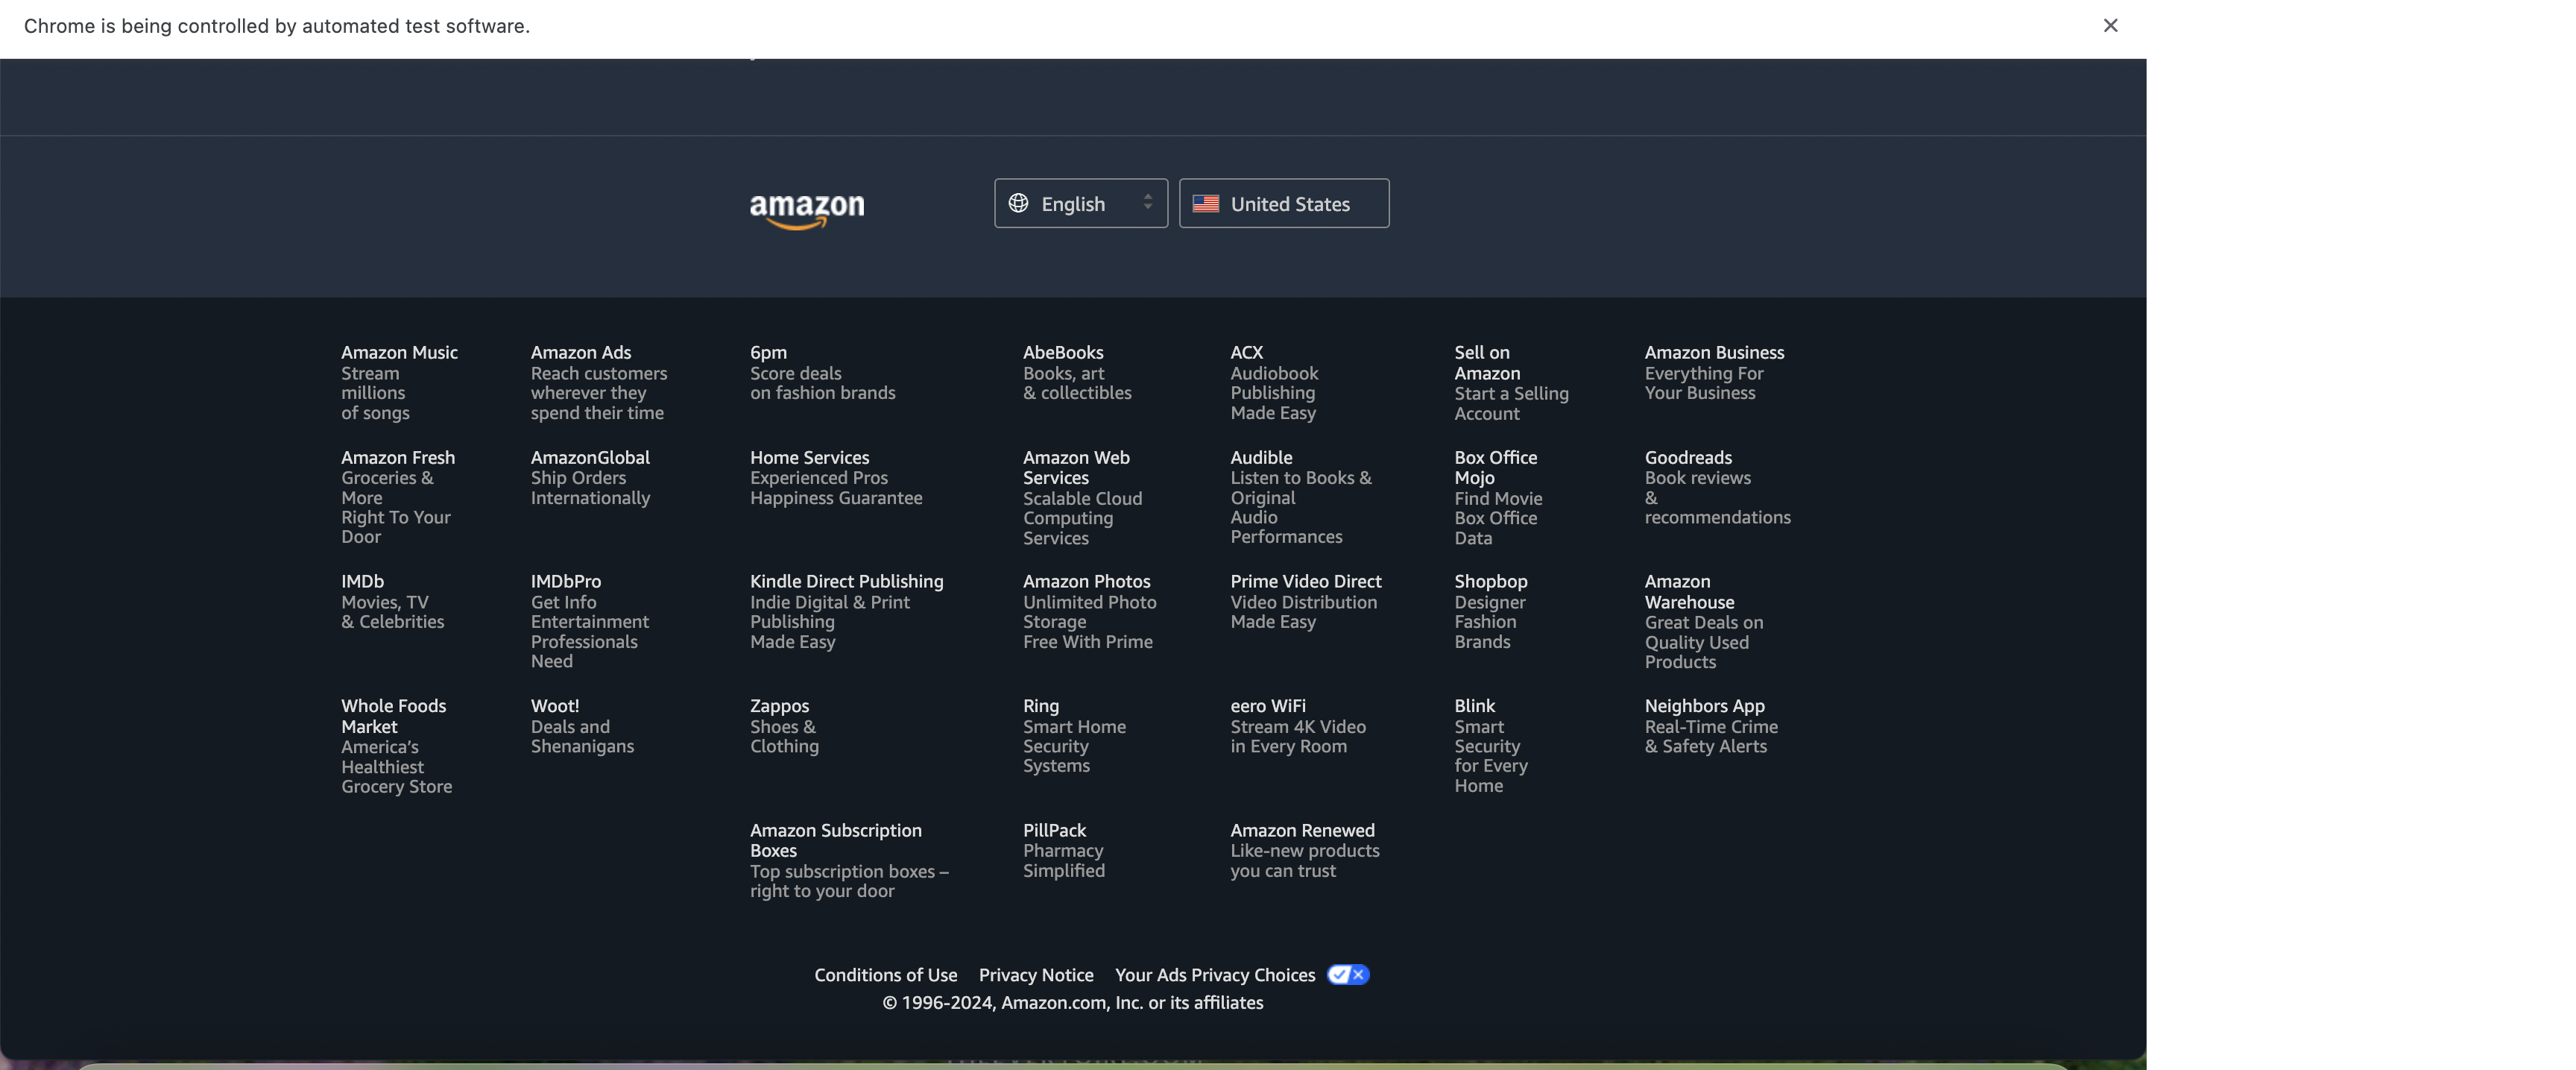 Chrome is being controlled by automated test software.
amazon
English
United States
Amazon Music
Stream
millions
of songs
Amazon Ads
Reach customers
wherever they
spend their time
6pm
Score deals
on fashion brands
AbeBooks
Books, art
& collectibles
ACX
Audiobook
Publishing
Made Easy
Sell on
Amazon
Start a Selling
Account
Amazon Business
Everything For
Your Business
Amazon Fresh
Groceries &
More
Right To Your
Door
AmazonGlobal
Ship Orders
Internationally
Home Services
Experienced Pros
Happiness Guarantee
Amazon Web
Services
Scalable Cloud
Computing
Services
Audible
Listen to Books &
Original
Audio
Performances
Box Office
Mojo
Find Movie
Box Office
Data
Goodreads
Book reviews
&
recommendations
IMDb
Movies, TV
& Celebrities
IMDbPro
Get Info
Entertainment
Professionals
Need
Kindle Direct Publishing
Indie Digital & Print
Publishing
Made Easy
Amazon Photos
Unlimited Photo
Storage
Free With Prime
Prime Video Direct
Video Distribution
Made Easy
Shopbop
Designer
Fashion
Brands
Amazon
Warehouse
Great Deals on
Quality Used
Products
Whole Foods
Market
America’s
Healthiest
Grocery Store
Woot!
Deals and
Shenanigans
Zappos
Shoes &
Clothing
Ring
Smart Home
Security
Systems
eero WiFi
Stream 4K Video
in Every Room
Blink
Smart
Security
for Every
Home
Neighbors App
Real-Time Crime
& Safety Alerts
Amazon Subscription
Boxes
Top subscription boxes –
right to your door
PillPack
Pharmacy
Simplified
Amazon Renewed
Like-new products
you can trust
Conditions of Use Privacy Notice Your Ads Privacy Choices
© 1996-2024, Amazon.com, Inc. or its affiliates